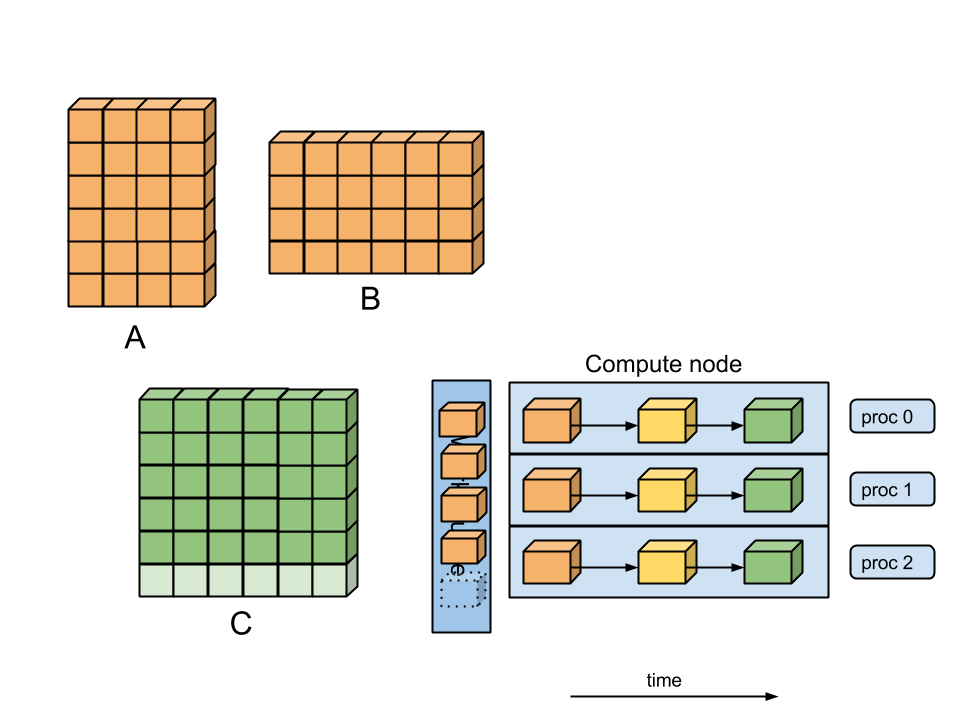 A
B
C
Compute node
proc 0
proc 1
proc 2
time